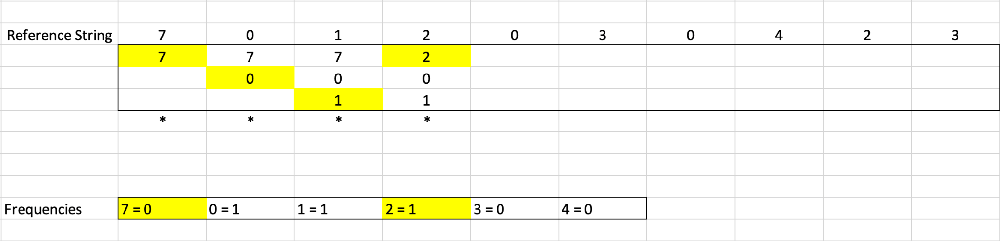 Reference String 7 0 1 2 0 3 0 4 2 3
7 7 7 2
0 0 0
1 1
* * * *
Frequencies 7 = 0 0 = 1 1 = 1 2 = 1 3 = 0 4 = 0